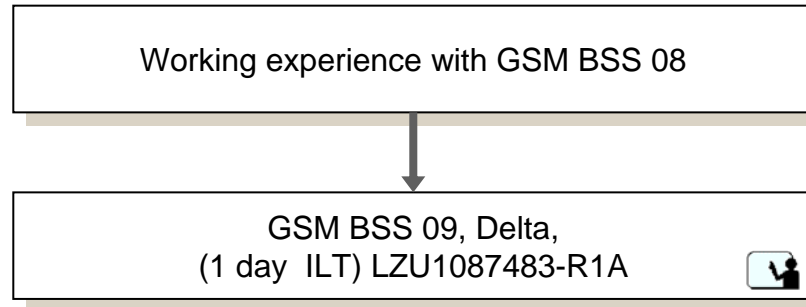 Working experience with GSM BSS 08
GSM BSS 09, Delta,
(1 day  ILT) LZU1087483-R1A